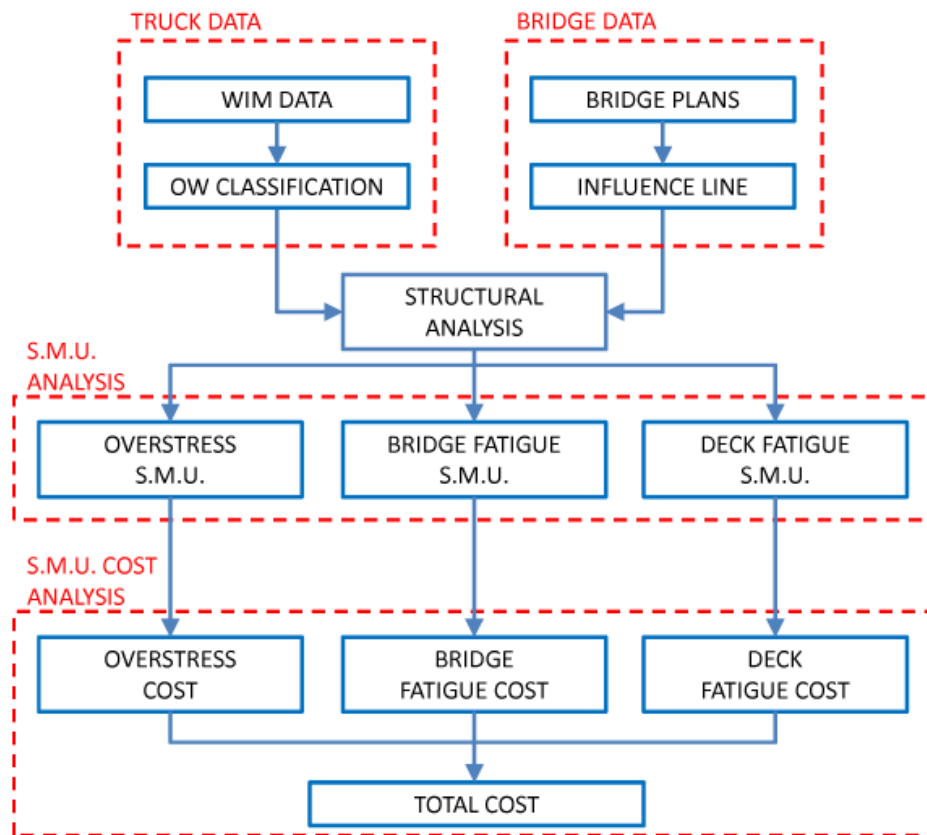 TRUCK DATA
BRIDGE DATA
WIM DATA
BRIDGE PLANS
OW CLASSIFICATION
INFLUENCE LINE
STRUCTURAL
ANALYSIS
S.M.U.
ANALYSIS
OVERSTRESS
S.M.U.
BRIDGE FATIGUE
S.M.U.
DECK FATIGUE
S.M.U.
S.M.U. COST
ANALYSIS
OVERSTRESS
COST
BRIDGE
FATIGUE COST
DECK
FATIGUE COST
TOTAL COST